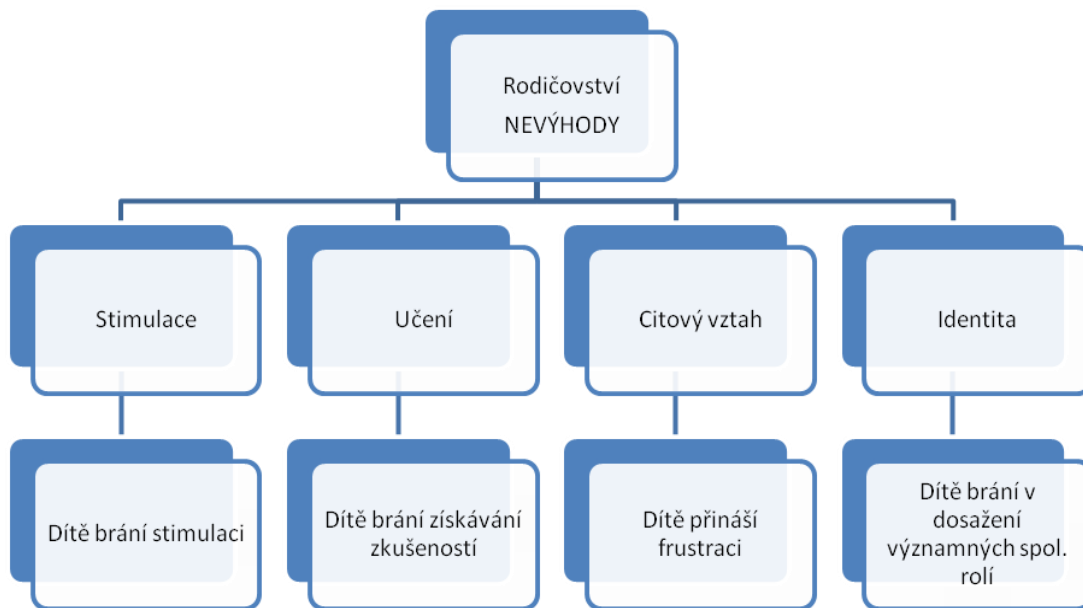 Rodičovství
NEVÝHODY
Stimulace
Učení
Citový vztah
Identita
Dítě brání stimulaci
Dítě brání získávání
zkušeností
Dítě přináší
frustraci
Dítě brání v
dosažení
významných spol.
rolí